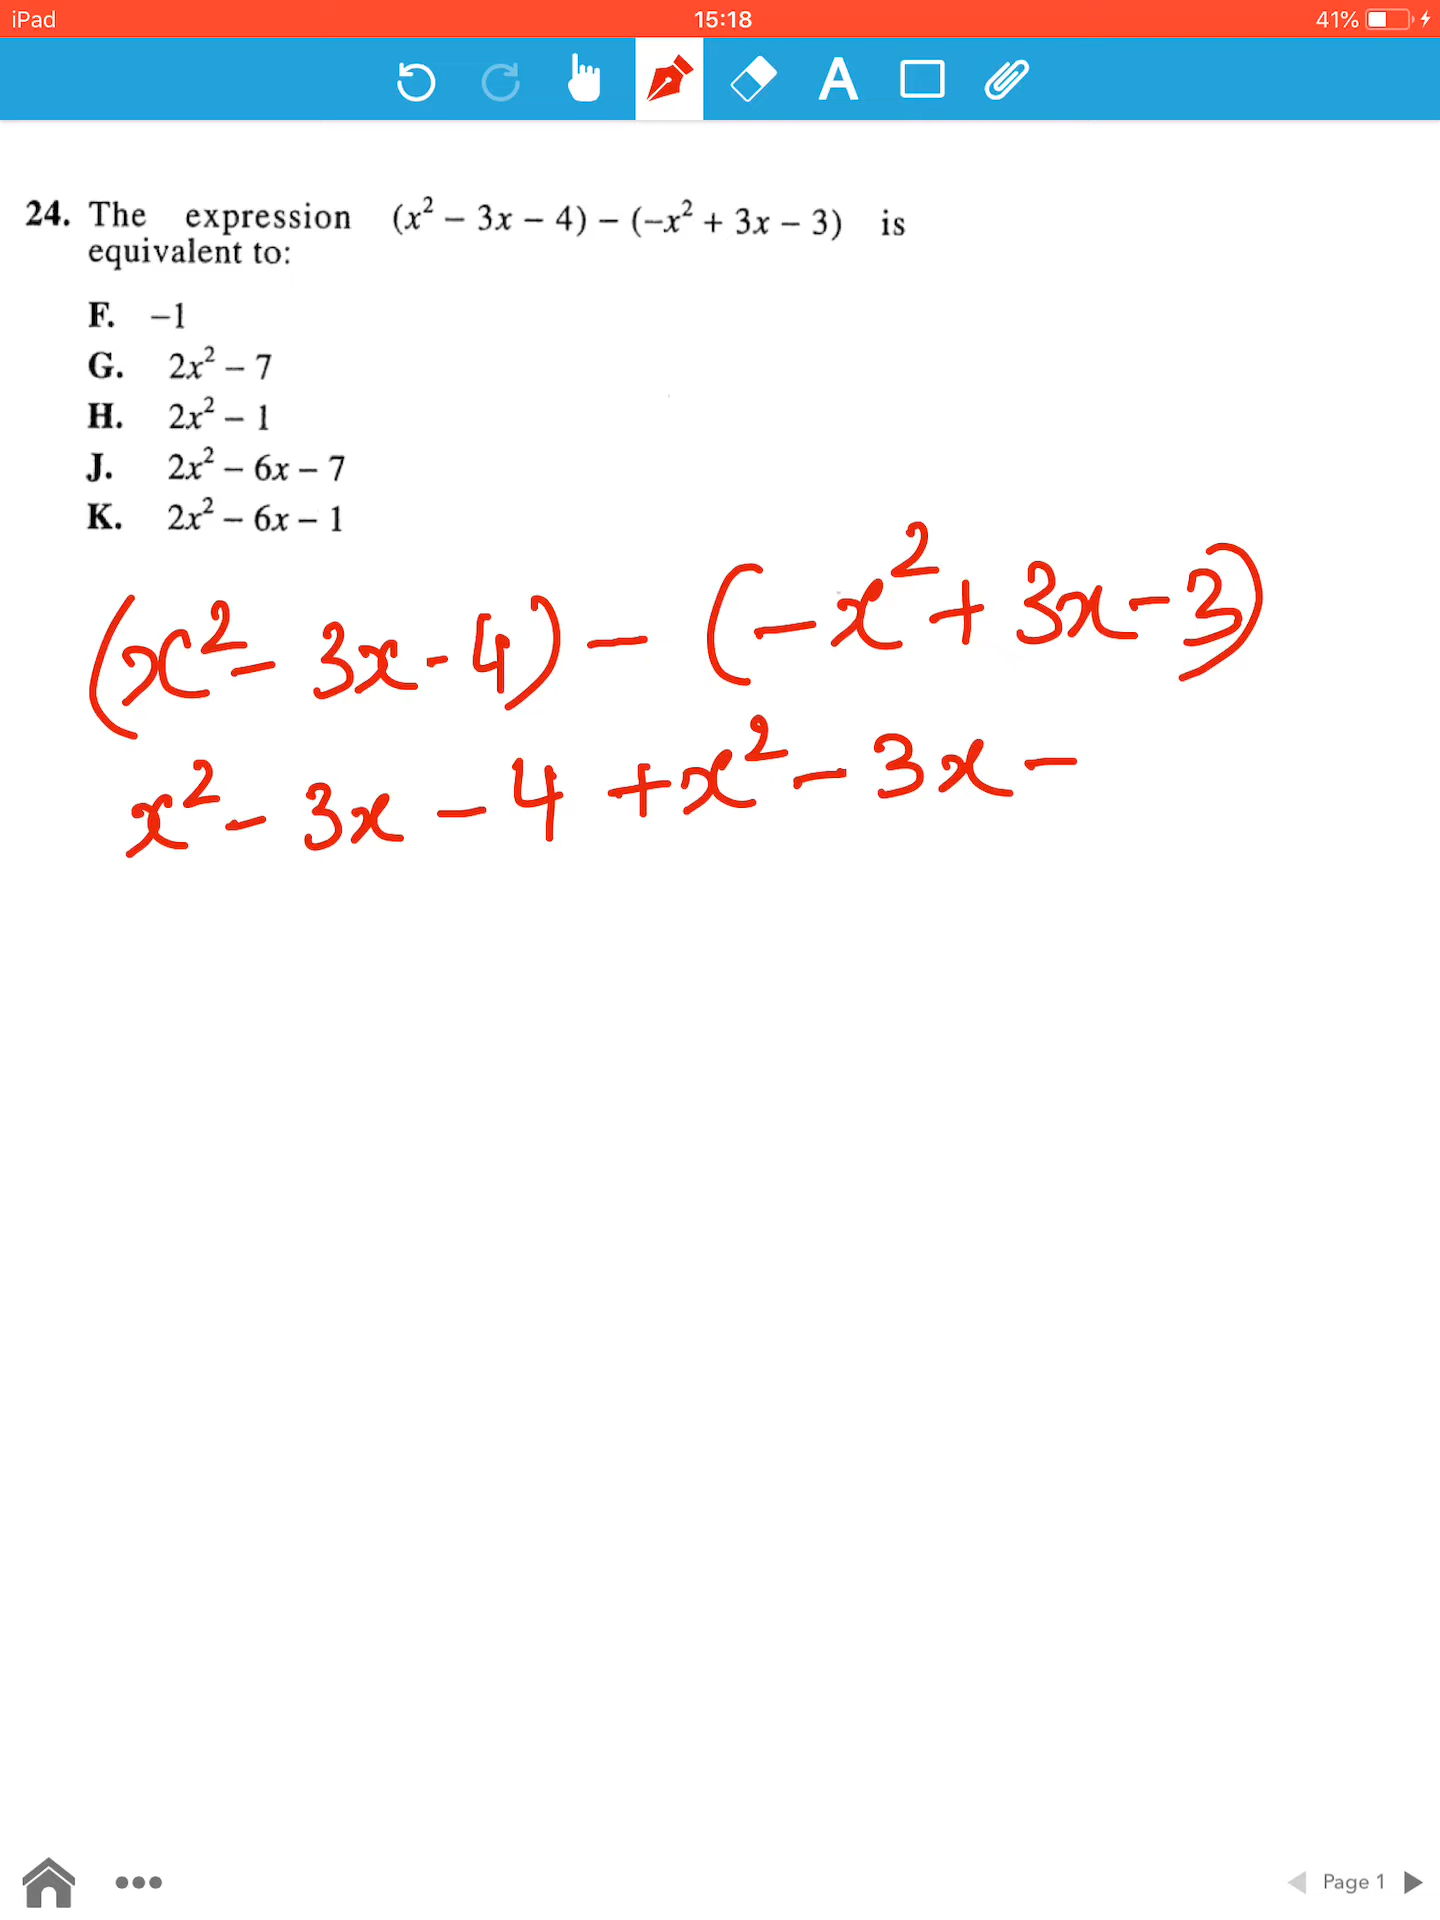 iPad 15:18 41%
A
24. The expression (x² – 3x – 4) – (–x² + 3x – 3) is
equivalent to:
F. –1
G. 2x² – 7
H. 2x² – 1
J. 2x² – 6x – 7
K. 2x² – 6x – 1
(x² – 3x - 4) – (–x² + 3x – 3)
x² – 3x – 4 + x² – 3x –
Page 1